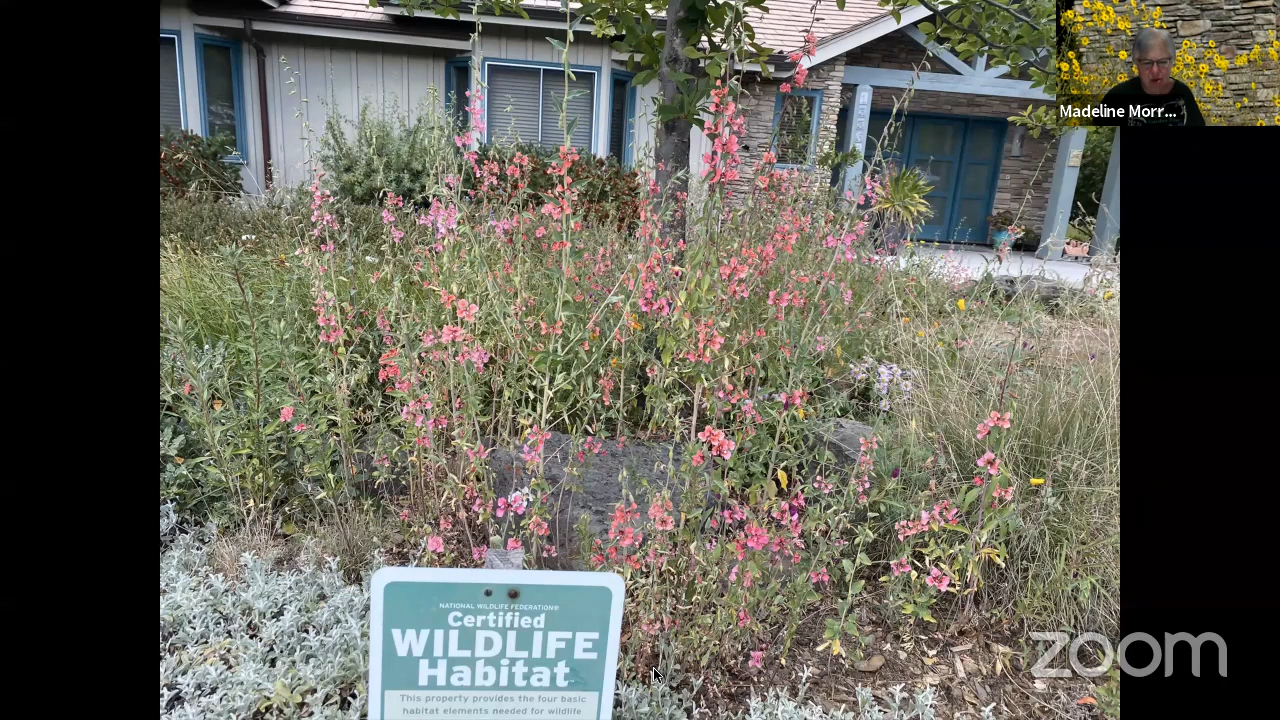 Madeline Morr...
NATIONAL WILDLIFE FEDERATION®
Certified
WILDLIFE
Habitat
This property provides the four basic
habitat elements needed for wildlife
zoom